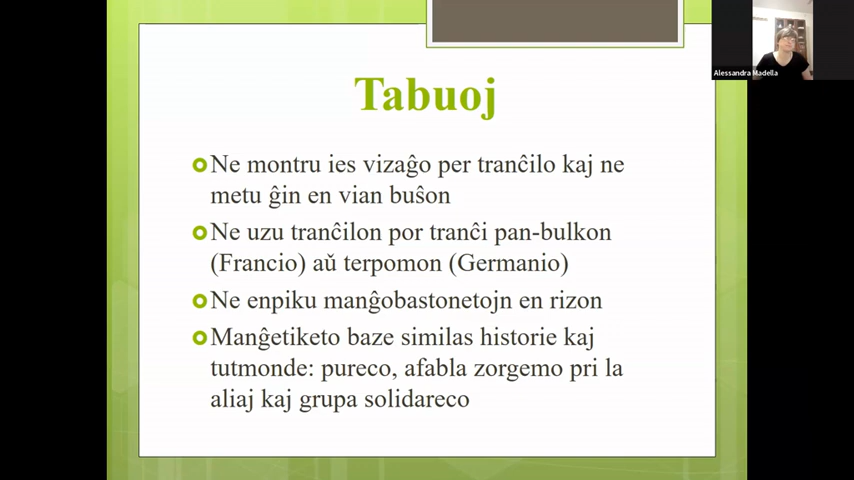 Alessandra Madella
Tabuoj
Ne montru ies vizaĝo per tranĉilo kaj ne
metu ĝin en vian buŝon
Ne uzu tranĉilon por tranĉi pan-bulkon
(Francio) aǔ terpomon (Germanio)
Ne enpiku manĝobastonetojn en rizon
Manĝetiketo baze similas historie kaj
tutmonde: pureco, afabla zorgemo pri la
aliaj kaj grupa solidareco